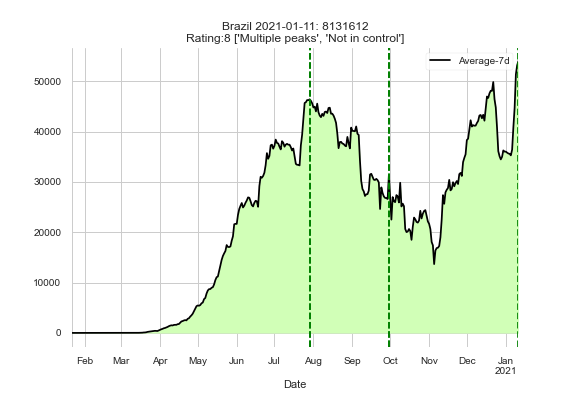 Brazil 2021-01-11: 8131612
Rating:8 ['Multiple peaks', 'Not in control']
Average-7d
50000
40000
30000
20000
10000
0
Feb Mar Apr May Jun Jul Aug Sep Oct Nov Dec Jan
2021
Date